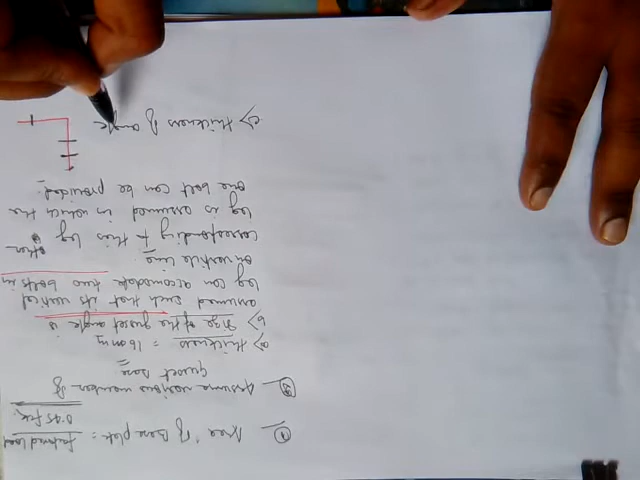 ① Area of Base plate = factored load / 0.45 fck
② Assume various member of
gusset base
a) thickness = 16 mm
b) Size of the gusset angle is
assumed such that its vertical
leg can accomodate two bolts in
on vertical line
corresponding to this leg other
leg is assumed in which the
one bolt can be provided.
c) thickness of angle